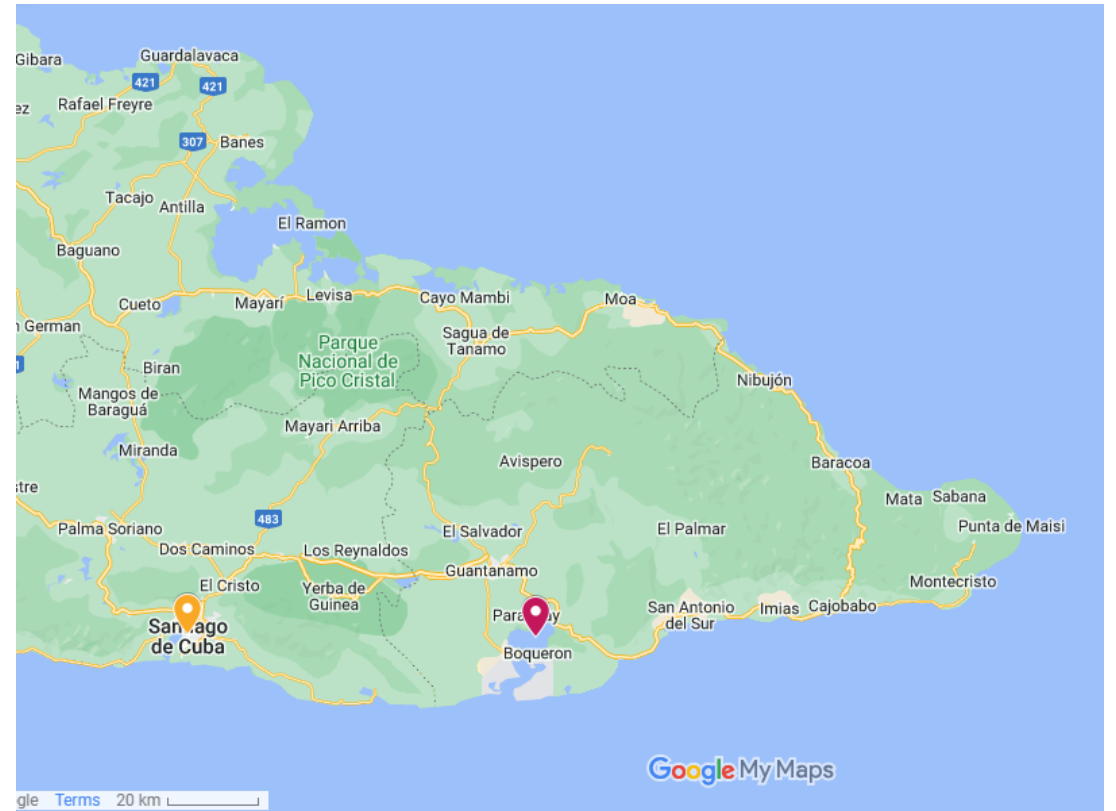 Gibara
Guardalavaca
421
421
ez
Rafael Freyre
307
Banes
Tacajo
Antilla
El Ramon
Baguano
Cueto
Mayarí
Levisa
Cayo Mambi
Moa
n German
Sagua de
Tanamo
Parque
Nacional de
Pico Cristal
Biran
Nibujón
Mangos de
Baraguá
Mayari Arriba
Miranda
Avispero
Baracoa
stre
Mata
Sabana
483
Palma Soriano
El Salvador
El Palmar
Punta de Maisi
Dos Caminos
Los Reynaldos
Guantanamo
El Cristo
Yerba de
Guinea
Montecristo
San Antonio
del Sur
Imias
Cajobabo
Santiago
de Cuba
Paraguay
Boqueron
Google My Maps
gle
Terms
20 km